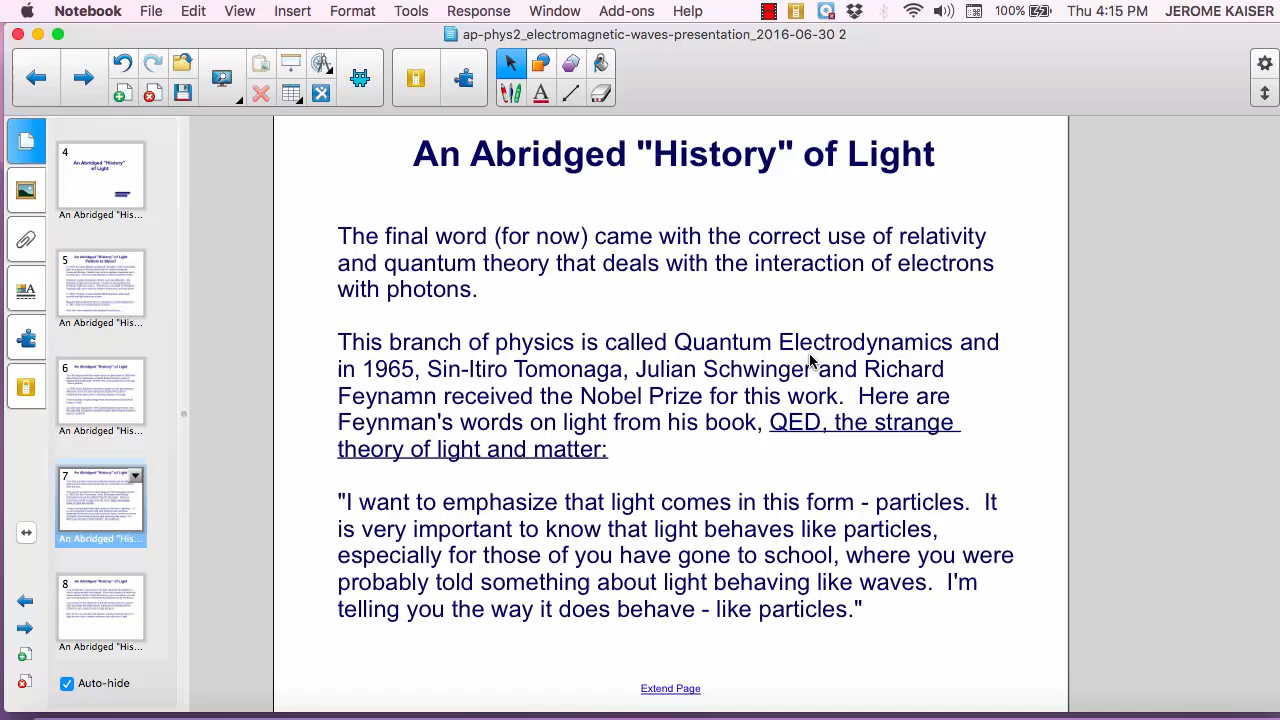 Notebook File Edit View Insert Format Tools Response Window Add-ons Help 100% Thu 4:15 PM JEROME KAISER
ap-phys2_electromagnetic-waves-presentation_2016-06-30 2
4
An Abridged "History"
of Light
An Abridged "His...
5
An Abridged "His...
6
An Abridged "His...
7
An Abridged "His...
8
An Abridged "His...
Auto-hide
An Abridged "History" of Light
The final word (for now) came with the correct use of relativity
and quantum theory that deals with the interaction of electrons
with photons.
This branch of physics is called Quantum Electrodynamics and
in 1965, Sin-Itiro Tomonaga, Julian Schwinger and Richard
Feynamn received the Nobel Prize for this work. Here are
Feynman's words on light from his book, QED, the strange
theory of light and matter:
"I want to emphasize that light comes in this form - particles. It
is very important to know that light behaves like particles,
especially for those of you have gone to school, where you were
probably told something about light behaving like waves. I'm
telling you the way it does behave - like particles."
Extend Page